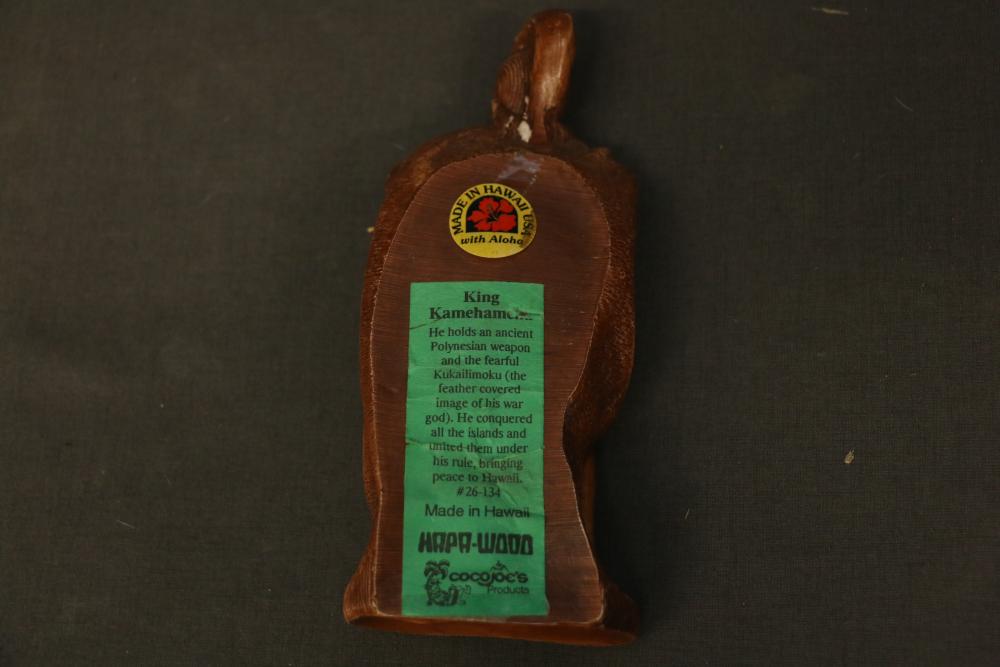 MADE IN HAWAII USA
with Aloha
King
He holds an ancient
Polynesian weapon
and the fearful
Kukailimoku (the
feather covered
image of his war
god). He conquered
all the islands and
united them under
his rule, bringing
peace to Hawaii.
#26-134
Made in Hawaii
HAPA-WOOD
COCOJOE'S
Products